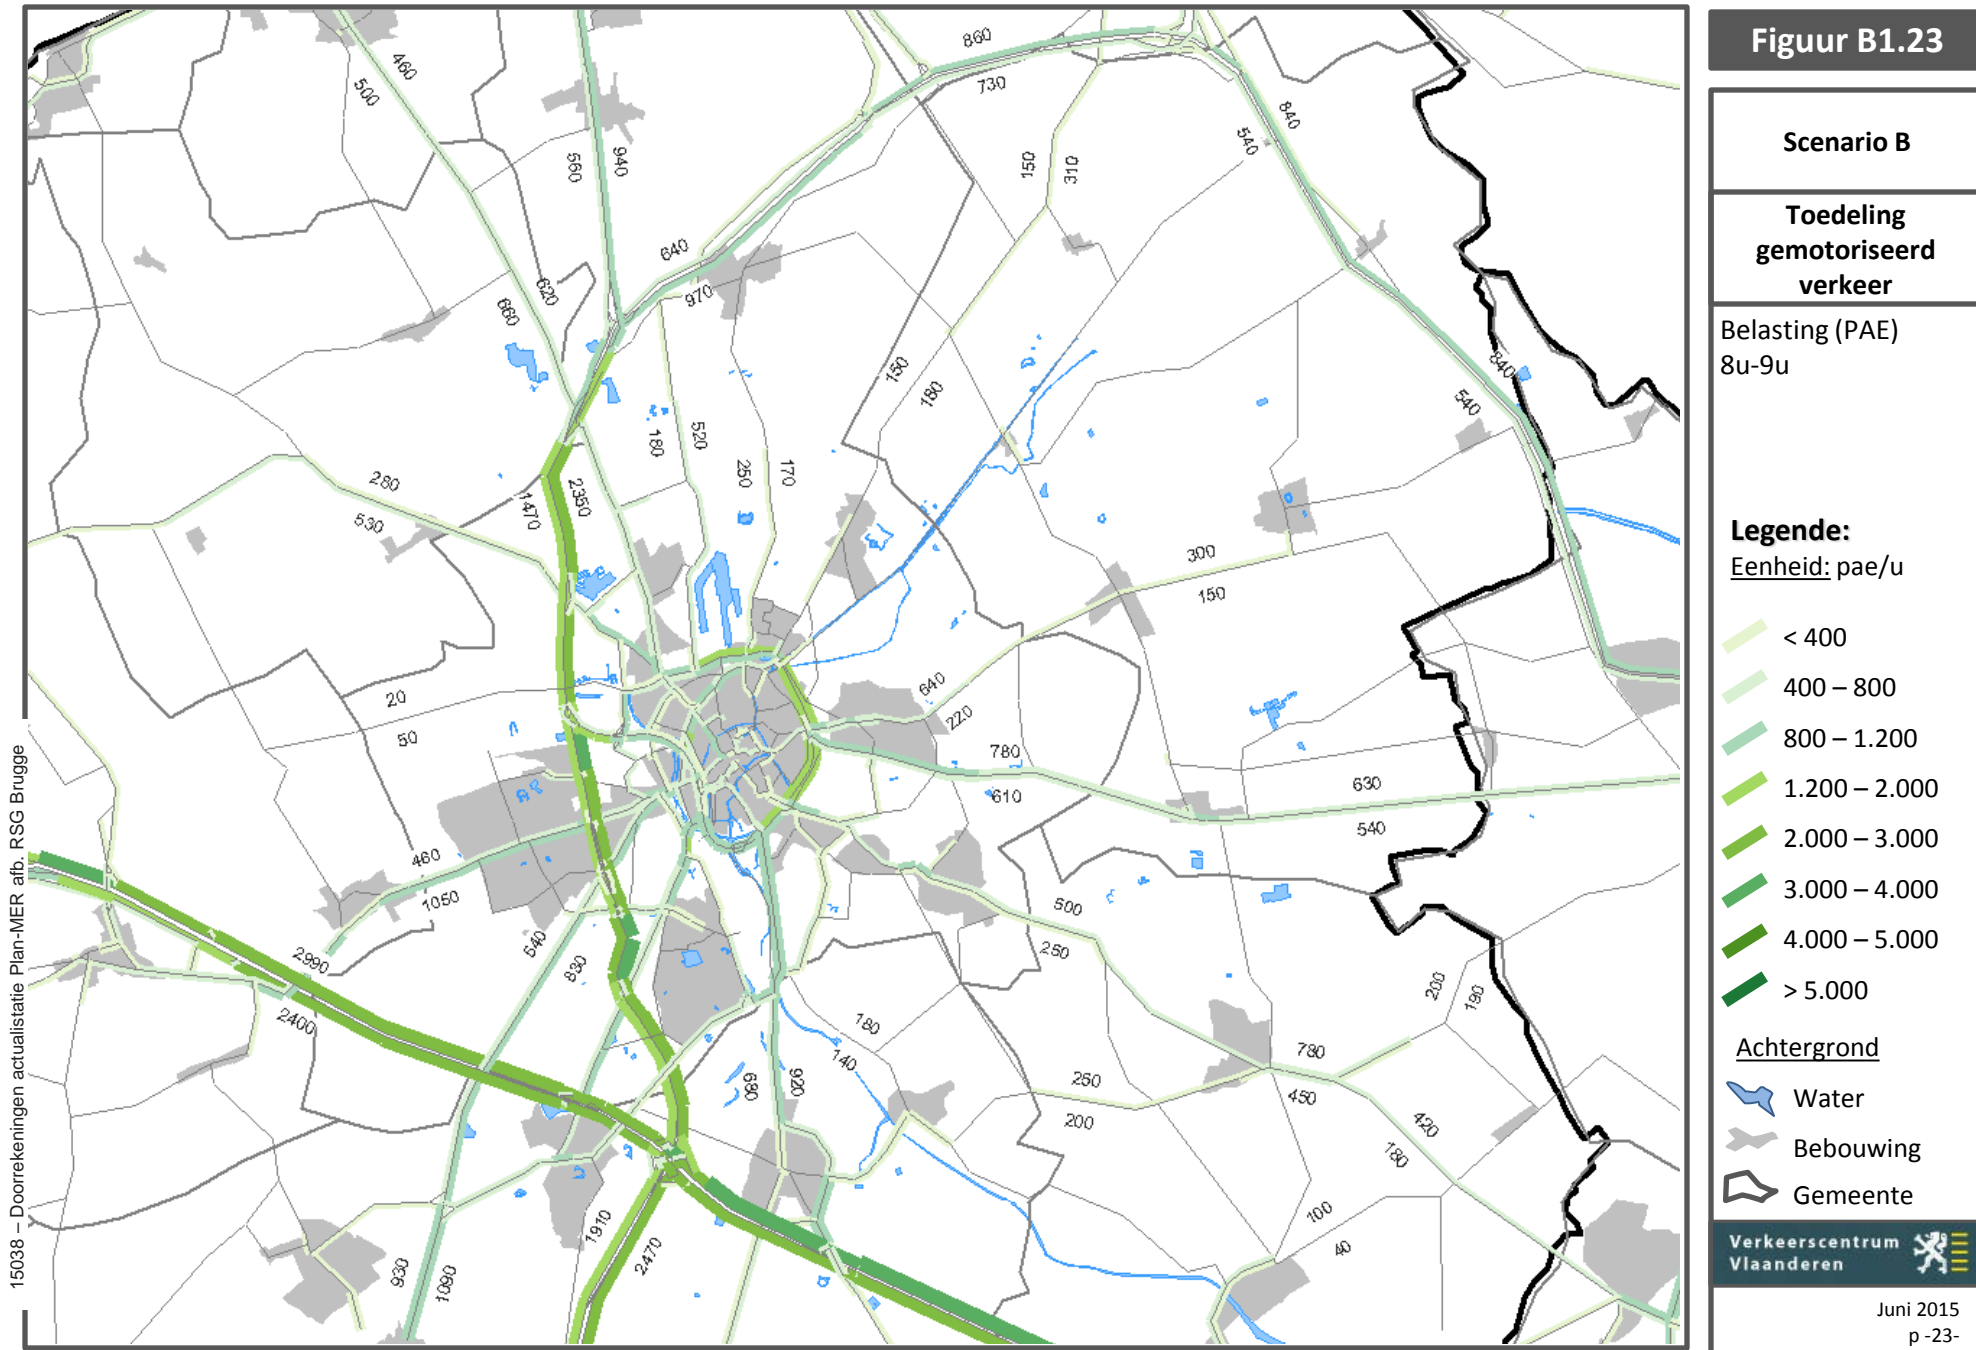 Figuur B1.23
Scenario B
Toedeling
gemotoriseerd
verkeer
Belasting (PAE)
8u-9u
Legende:
Eenheid: pae/u
< 400
400 – 800
800 – 1.200
1.200 – 2.000
2.000 – 3.000
3.000 – 4.000
4.000 – 5.000
> 5.000
Achtergrond
Water
Bebouwing
Gemeente
Verkeerscentrum
Vlaanderen
Juni 2015
p -23-
15038 – Doorrekeningen actualistatie Plan-MER afb. RSG Brugge
460
500
560
940
860
730
150
310
840
540
640
970
620
660
150
180
840
540
180
520
250
170
280
530
1470
2350
300
150
20
50
640
220
780
610
630
540
460
1050
500
250
2990
2400
640
830
200
190
180
140
680
920
780
450
250
200
420
180
100
40
1910
2470
930
1090